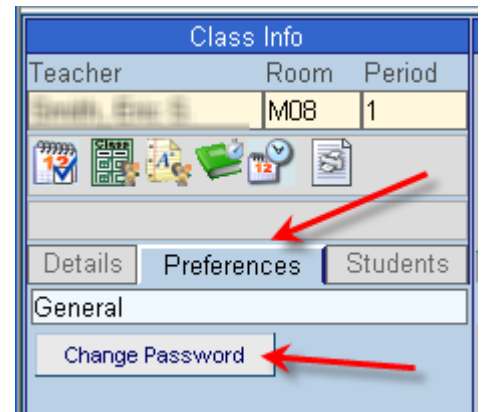 Class Info
Teacher Room Period
M08 1
Details Preferences Students
General
Change Password